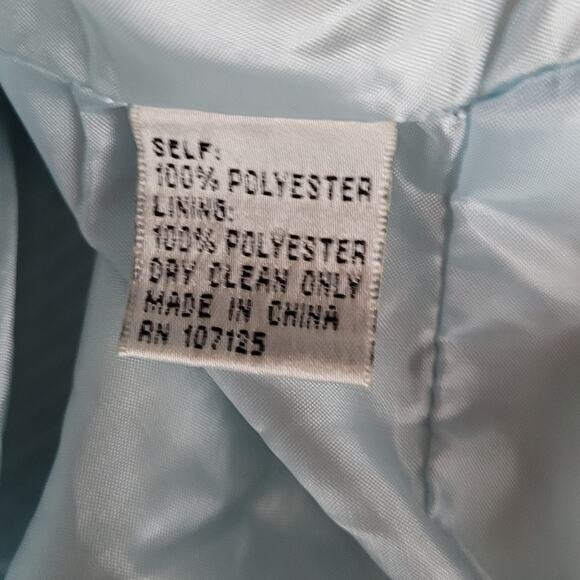 SELF:
100% POLYESTER
LINING:
100% POLYESTER
DRY CLEAN ONLY
MADE IN CHINA
RN 107125